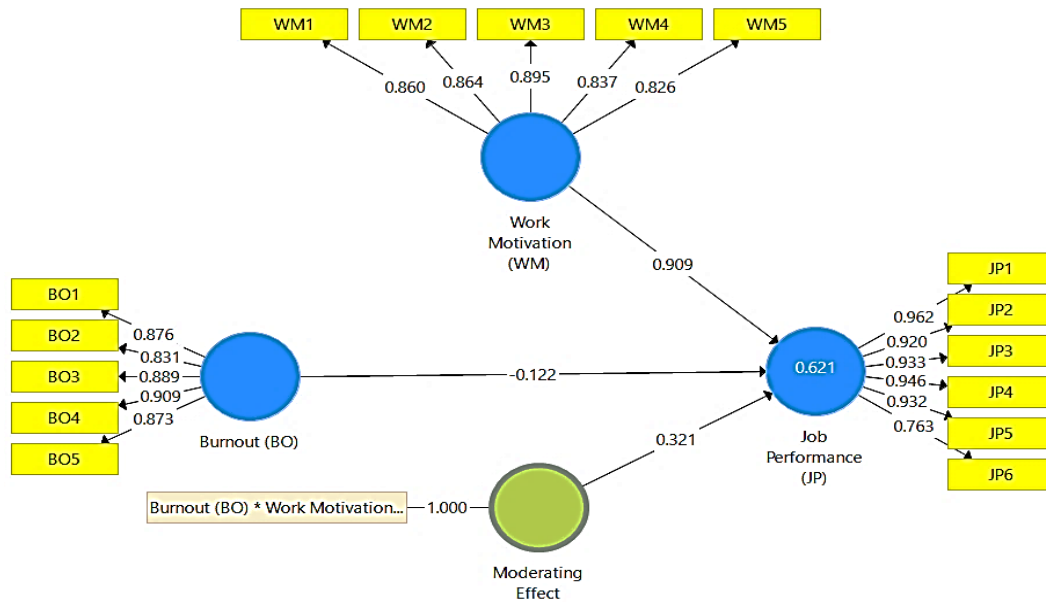 WM1 WM2 WM3 WM4 WM5
0.860 0.864 0.895 0.837 0.826
Work
Motivation
(WM)
0.909
BO1
BO2
BO3
BO4
BO5
0.876
0.831
0.889
0.909
0.873
Burnout (BO)
-0.122
0.621
Job
Performance
(JP)
0.962
0.920
0.933
0.946
0.932
0.763
JP1
JP2
JP3
JP4
JP5
JP6
0.321
Burnout (BO) * Work Motivation...
1.000
Moderating
Effect